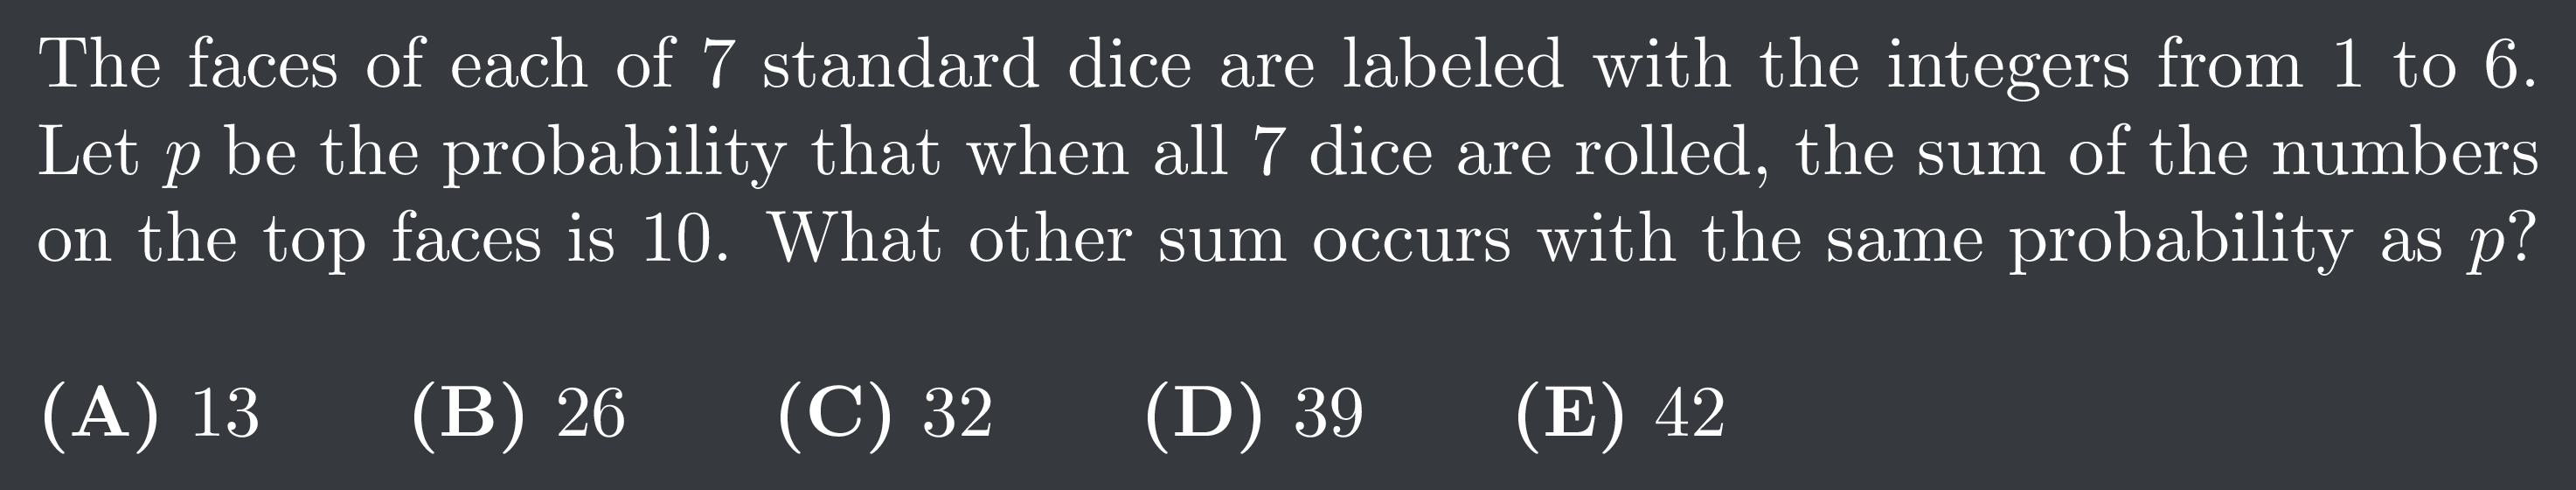 The faces of each of 7 standard dice are labeled with the integers from 1 to 6.
Let p be the probability that when all 7 dice are rolled, the sum of the numbers
on the top faces is 10. What other sum occurs with the same probability as p?
(A) 13 (B) 26 (C) 32 (D) 39 (E) 42